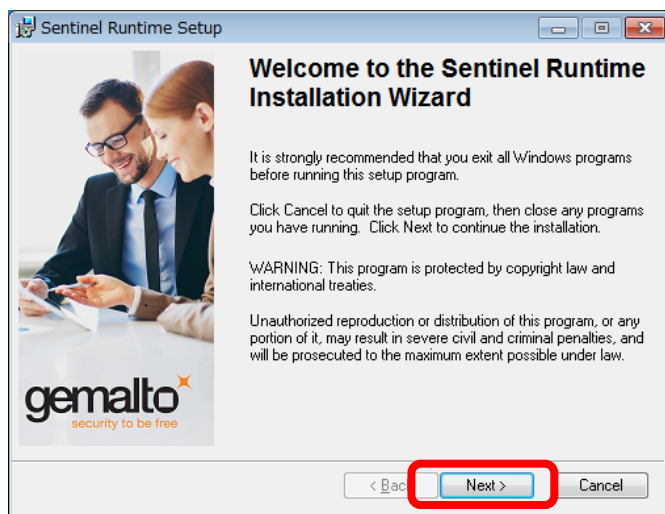 Sentinel Runtime Setup
Welcome to the Sentinel Runtime
Installation Wizard
It is strongly recommended that you exit all Windows programs
before running this setup program.
Click Cancel to quit the setup program, then close any programs
you have running. Click Next to continue the installation.
WARNING: This program is protected by copyright law and
international treaties.
Unauthorized reproduction or distribution of this program, or any
portion of it, may result in severe civil and criminal penalties, and
will be prosecuted to the maximum extent possible under law.
gemalto
security to be free
< Bac
Next >
Cancel